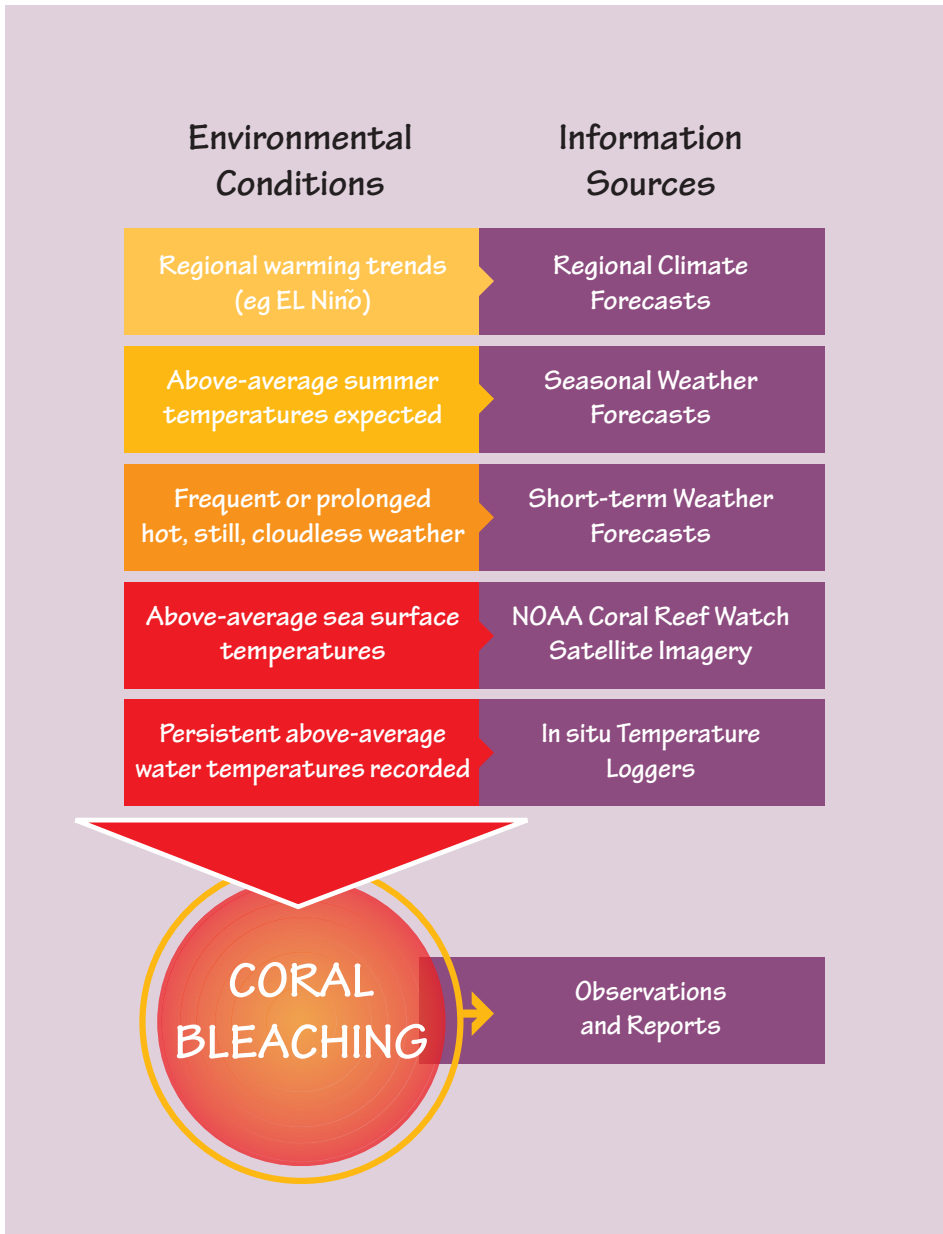 Environmental
Conditions
Information
Sources
Regional warming trends
(eg EL Niño)
Regional Climate
Forecasts
Above-average summer
temperatures expected
Seasonal Weather
Forecasts
Frequent or prolonged
hot, still, cloudless weather
Short-term Weather
Forecasts
Above-average sea surface
temperatures
NOAA Coral Reef Watch
Satellite Imagery
Persistent above-average
water temperatures recorded
In situ Temperature
Loggers
CORAL
BLEACHING
Observations
and Reports